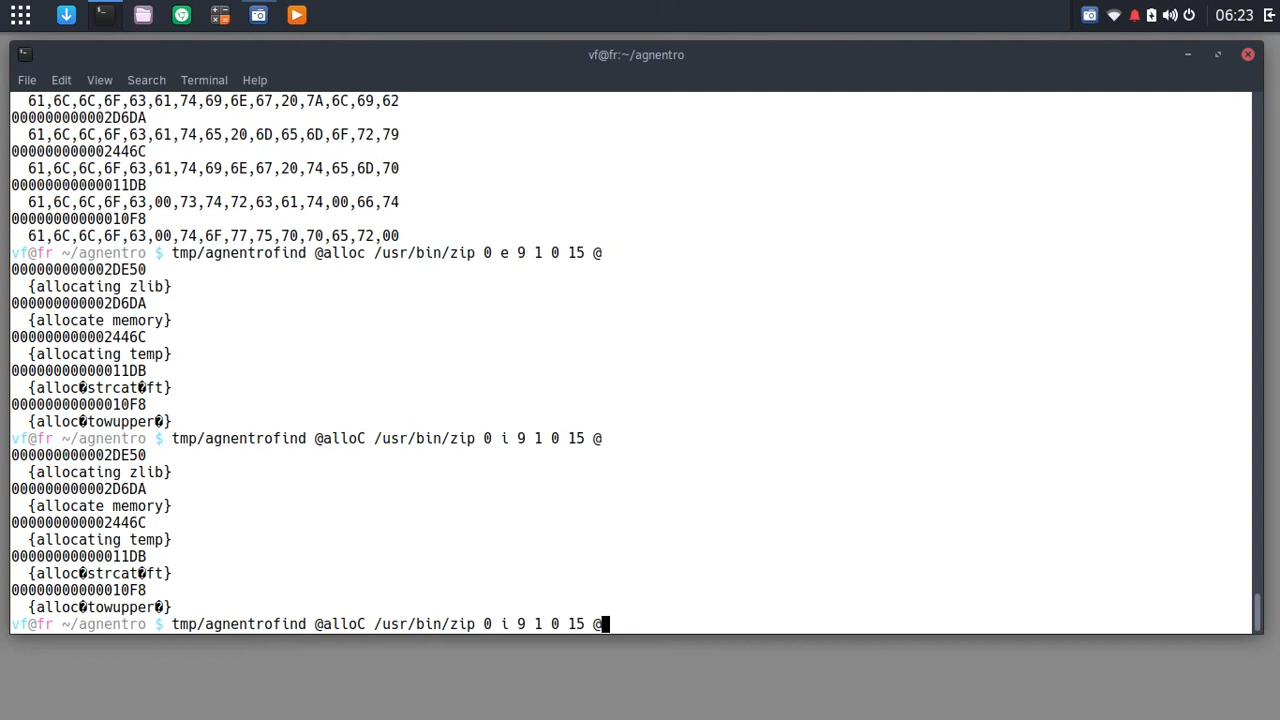 06:23
vf@fr:~/agnentro
File Edit View Search Terminal Help
61,6C,6C,6F,63,61,74,69,6E,67,20,7A,6C,69,62
000000000002D6DA
61,6C,6C,6F,63,61,74,65,20,6D,65,6D,6F,72,79
000000000002446C
61,6C,6C,6F,63,61,74,69,6E,67,20,74,65,6D,70
00000000000011DB
61,6C,6C,6F,63,00,73,74,72,63,61,74,00,66,74
00000000000010F8
61,6C,6C,6F,63,00,74,6F,77,75,70,70,65,72,00
vf@fr ~/agnentro $ tmp/agnentrofind @alloc /usr/bin/zip 0 e 9 1 0 15 @
000000000002DE50
{allocating zlib}
000000000002D6DA
{allocate memory}
000000000002446C
{allocating temp}
00000000000011DB
{alloc�strcat�ft}
00000000000010F8
{alloc�towupper�}
vf@fr ~/agnentro $ tmp/agnentrofind @alloC /usr/bin/zip 0 i 9 1 0 15 @
000000000002DE50
{allocating zlib}
000000000002D6DA
{allocate memory}
000000000002446C
{allocating temp}
00000000000011DB
{alloc�strcat�ft}
00000000000010F8
{alloc�towupper�}
vf@fr ~/agnentro $ tmp/agnentrofind @alloC /usr/bin/zip 0 i 9 1 0 15 @